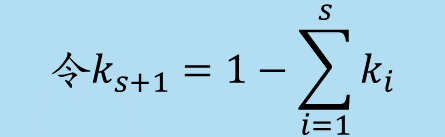 令$k_{s+1} = 1 - \sum_{i=1}^{s} k_i$